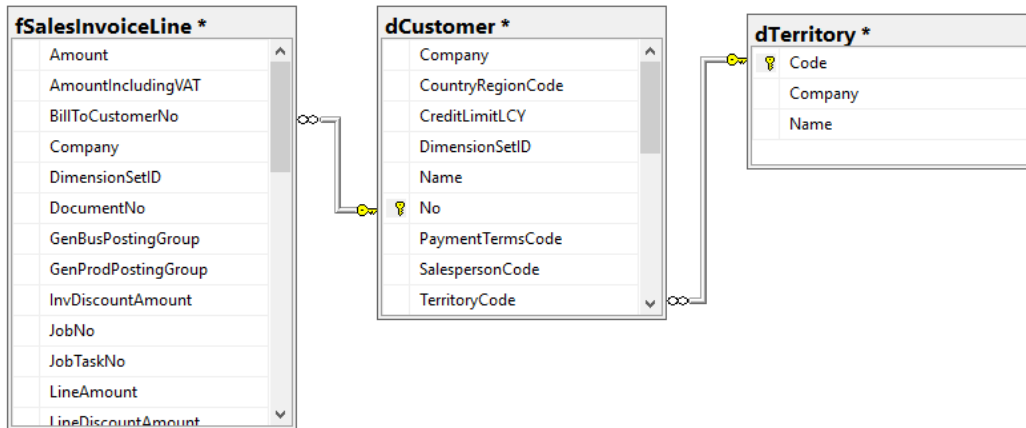 fSalesInvoiceLine *
Amount
AmountIncludingVAT
BillToCustomerNo
Company
DimensionSetID
DocumentNo
GenBusPostingGroup
GenProdPostingGroup
InvDiscountAmount
JobNo
JobTaskNo
LineAmount
LineDiscountAmount
dCustomer *
Company
CountryRegionCode
CreditLimitLCY
DimensionSetID
Name
No
PaymentTermsCode
SalespersonCode
TerritoryCode
dTerritory *
Code
Company
Name